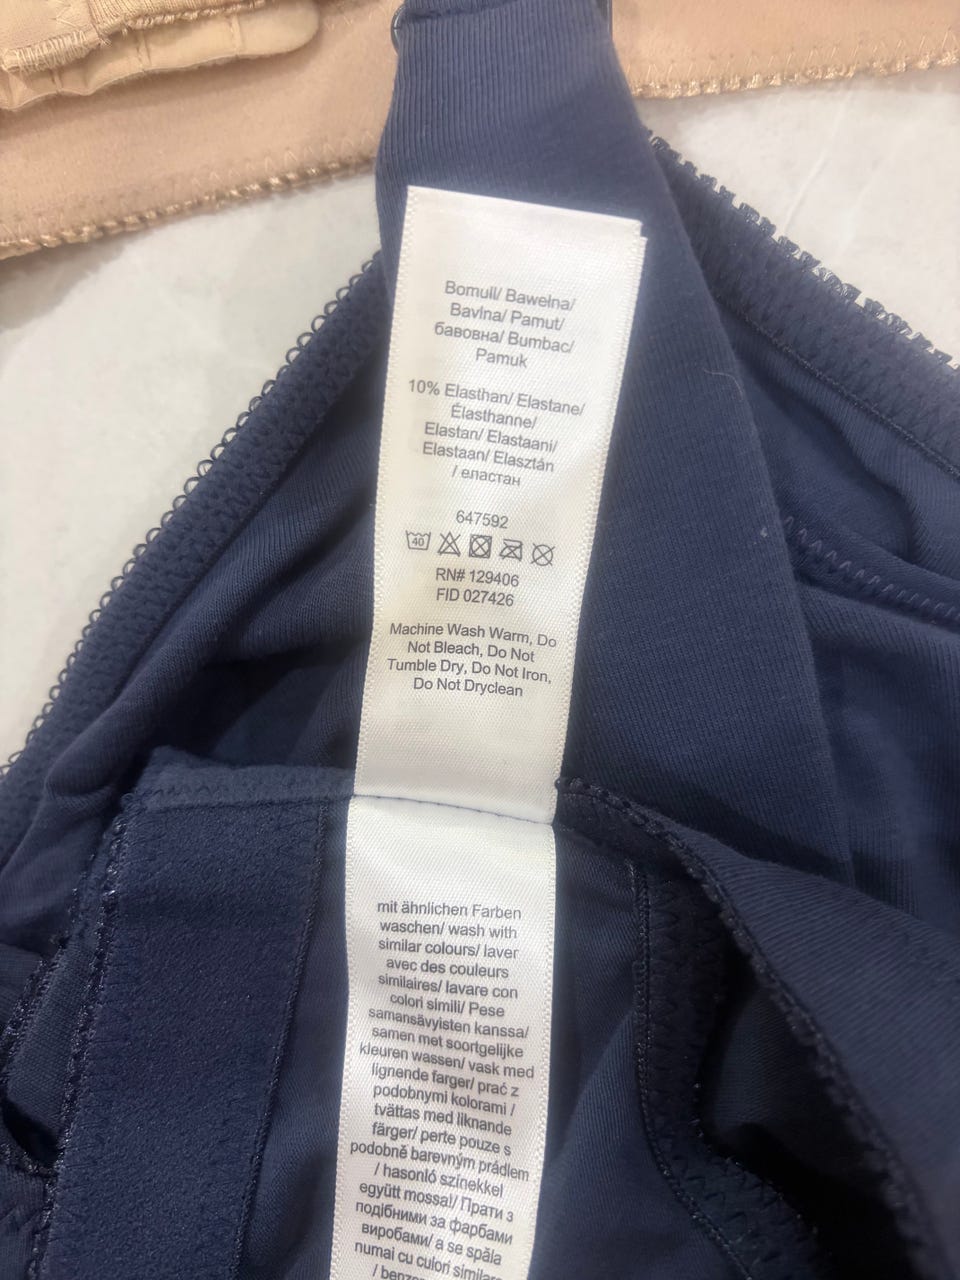 Bomull/ Bawełna/
Bavlna/ Pamut/
бавовна/ Bumbac/
Pamuk
10% Elasthan/ Elastane/
Élasthanne/
Elastan/ Elastaani/
Elastaan/ Elasztán
/ еластан
647592
40
RN# 129406
FID 027426
Machine Wash Warm, Do
Not Bleach, Do Not
Tumble Dry, Do Not Iron,
Do Not Dryclean
mit ähnlichen Farben
waschen/ wash with
similar colours/ laver
avec des couleurs
similaires/ lavare con
colori simili/ Pese
samansävyisten kanssa/
samen met soortgelijke
kleuren wassen/ vask med
lignende farger/ prać z
podobnymi kolorami /
tvättas med liknande
färger/ perte pouze s
podobně barevným prádlem
/ hasonló színekkel
együtt mossa!/ Прати з
подібними за фарбами
виробами/ a se spăla
numai cu culori similare